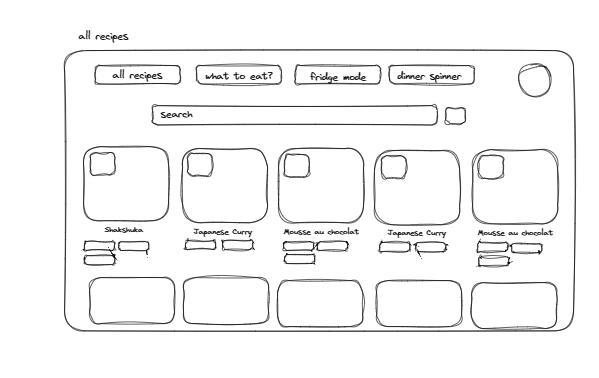 all recipes
all recipes what to eat? fridge mode dinner spinner
Search
Shakshuka Japanese Curry Mousse au chocolat Japanese Curry Mousse au chocolat